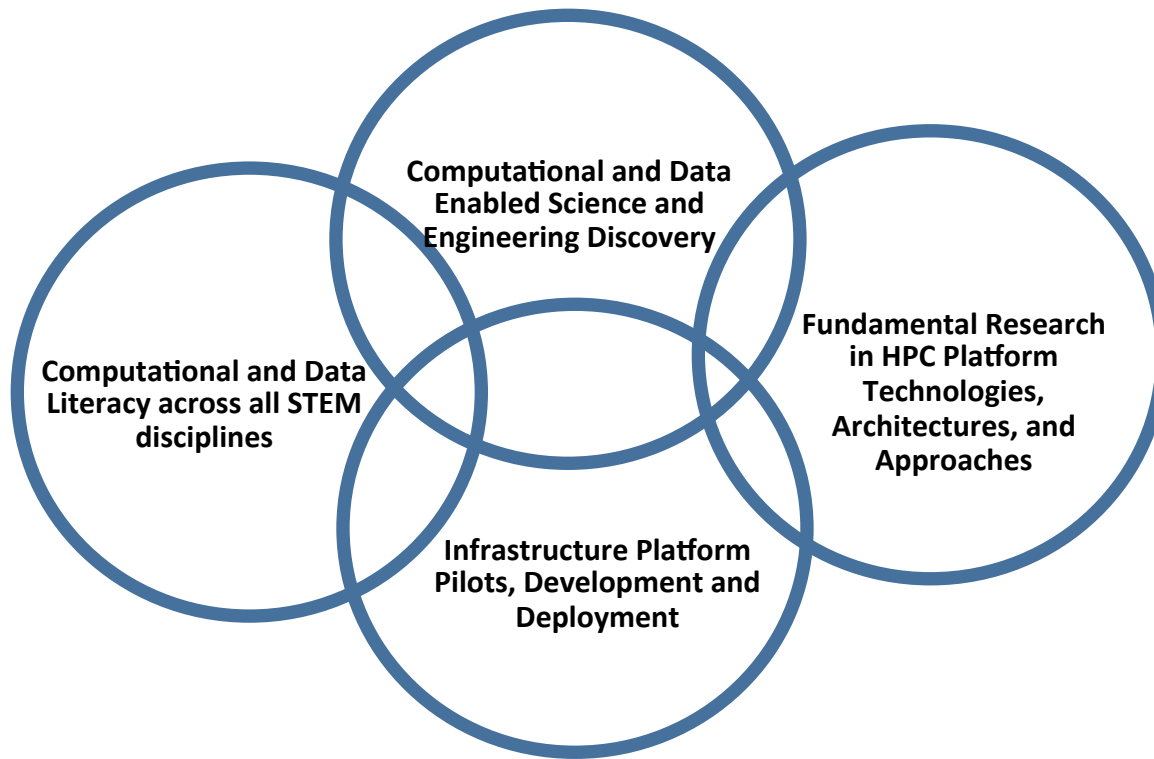 Computational and Data
Enabled Science and
Engineering Discovery
Computational and Data
Literacy across all STEM
disciplines
Fundamental Research
in HPC Platform
Technologies,
Architectures, and
Approaches
Infrastructure Platform
Pilots, Development and
Deployment